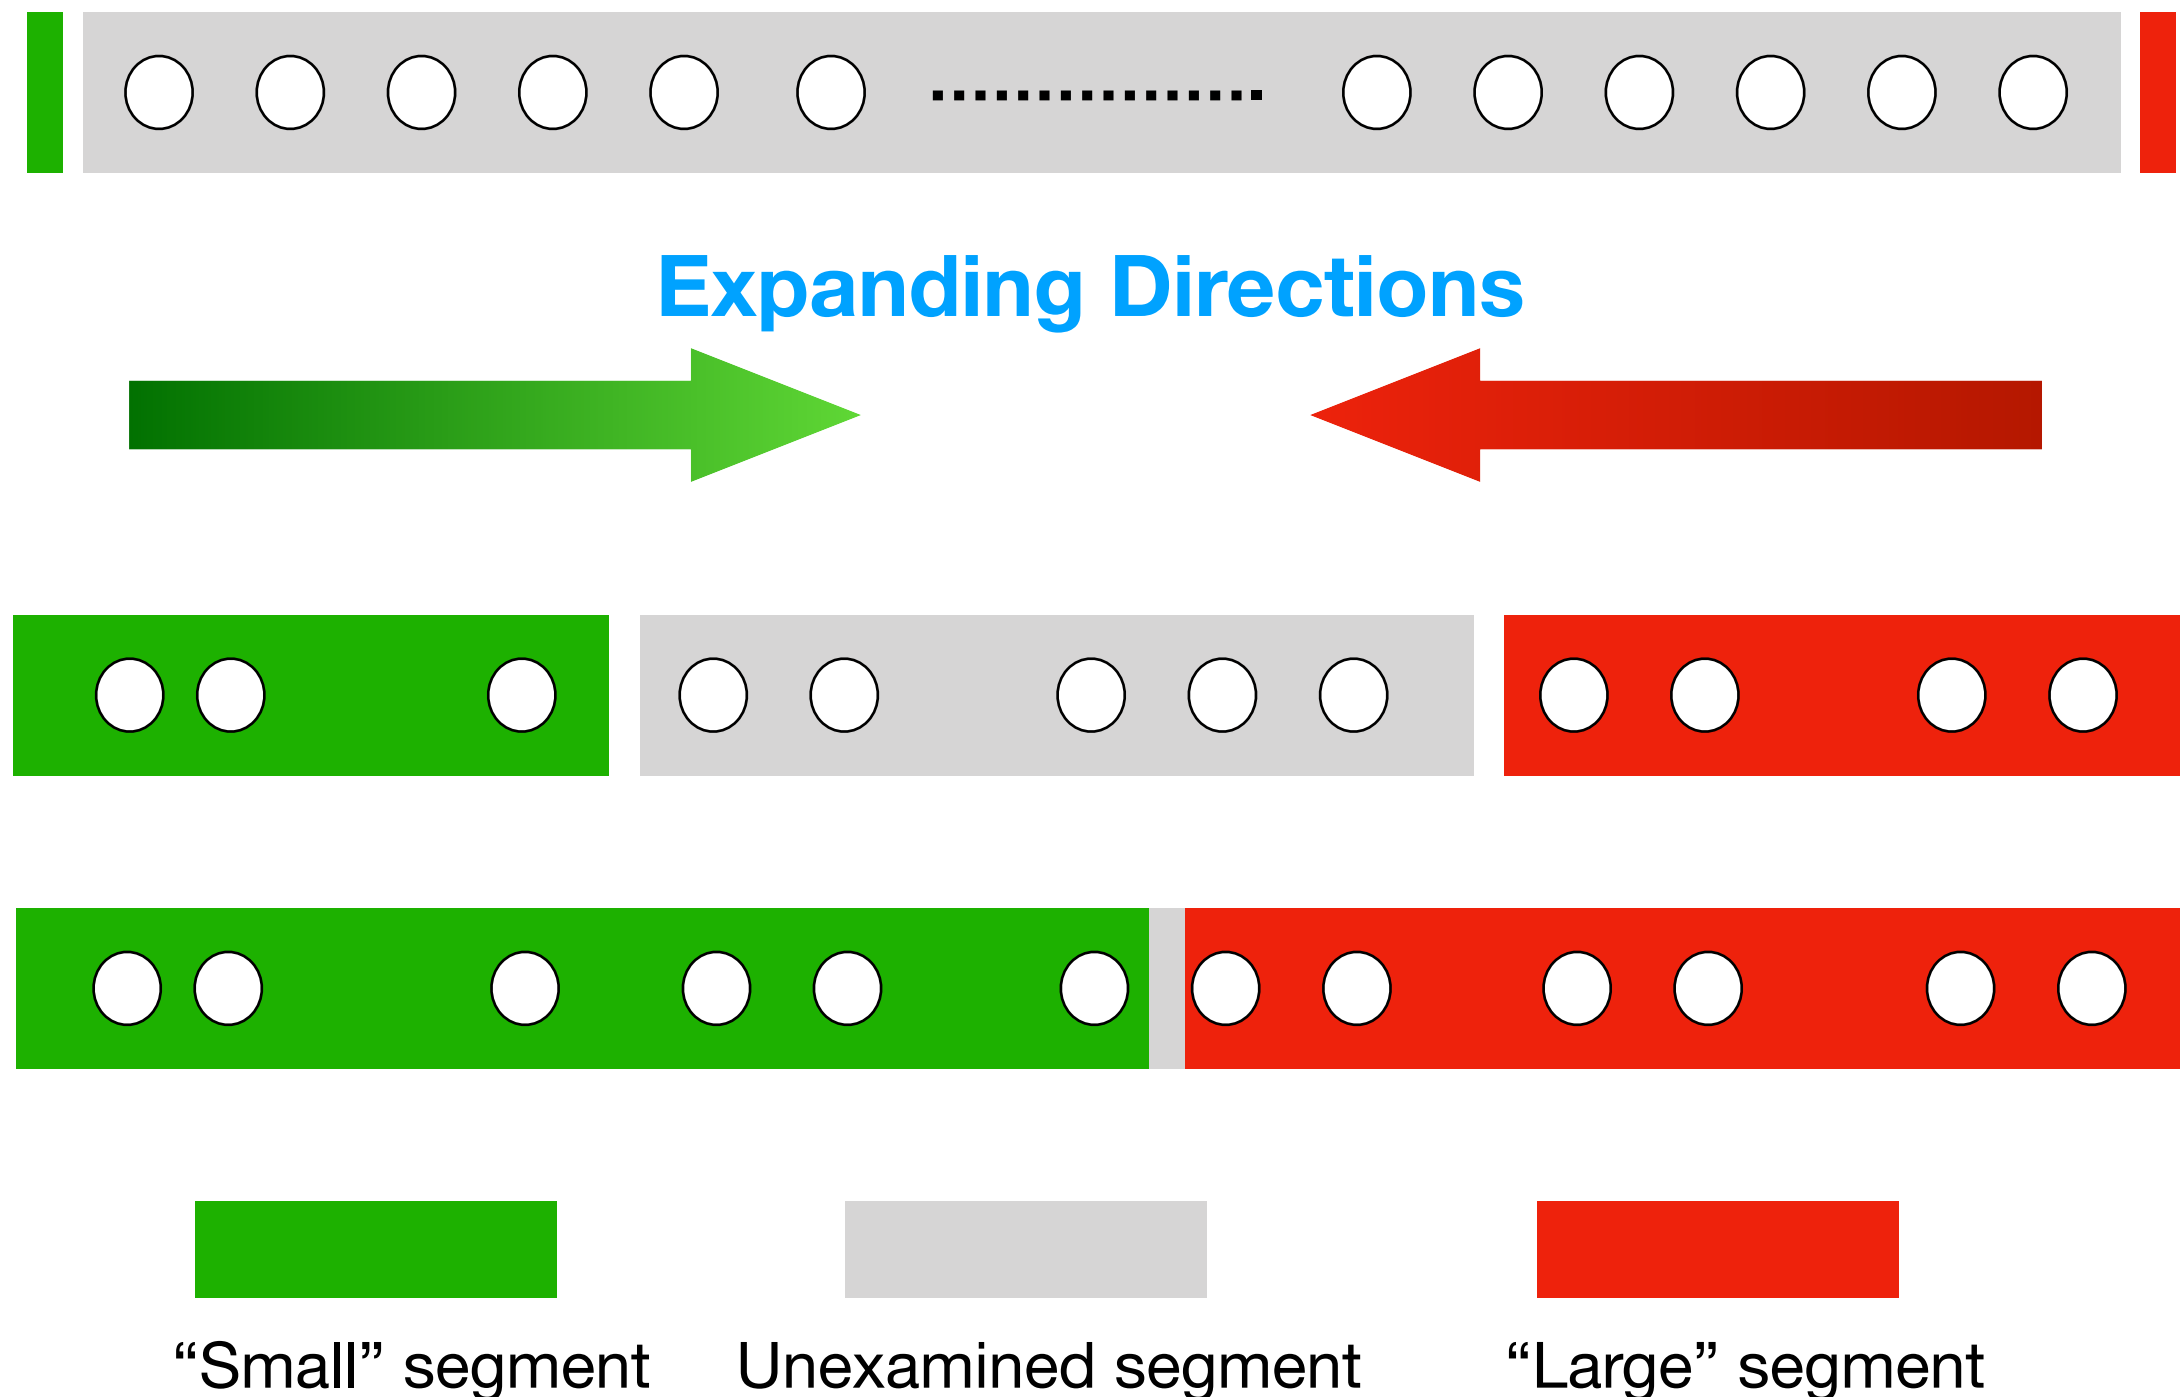 Expanding Directions
“Small” segment
Unexamined segment
“Large” segment